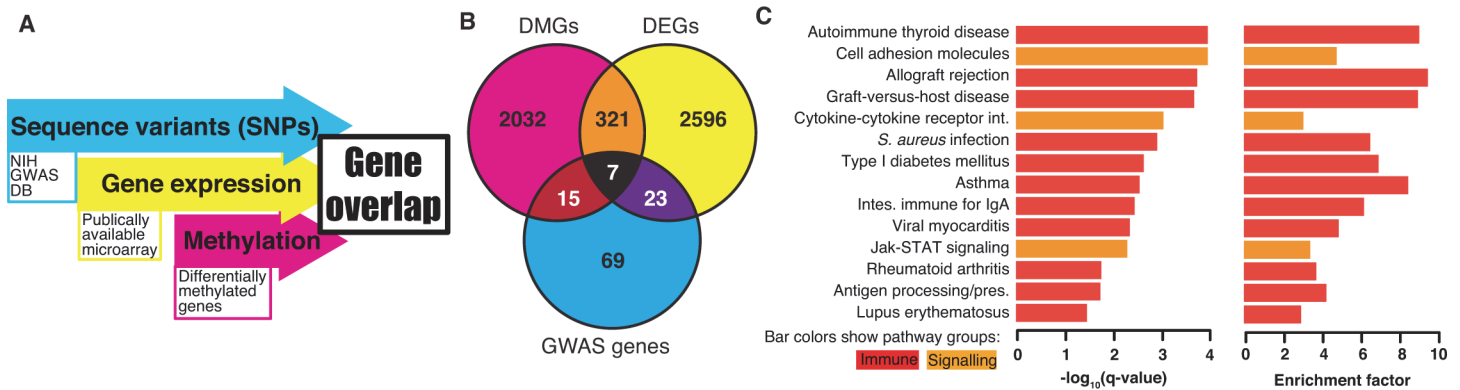 A
Sequence variants (SNPs)
NIH
GWAS
DB
Gene expression
Publically
available
microarray
Methylation
Differentially
methylated
genes
Gene
overlap
B
DMGs
DEGs
2032
321
2596
7
15
23
69
GWAS genes
C
Autoimmune thyroid disease
Cell adhesion molecules
Allograft rejection
Graft-versus-host disease
Cytokine-cytokine receptor int.
S. aureus infection
Type I diabetes mellitus
Asthma
Intes. immune for IgA
Viral myocarditis
Jak-STAT signaling
Rheumatoid arthritis
Antigen processing/pres.
Lupus erythematosus
Bar colors show pathway groups:
Immune Signalling
0 1 2 3 4
-log₁₀(q-value)
0 2 4 6 8 10
Enrichment factor